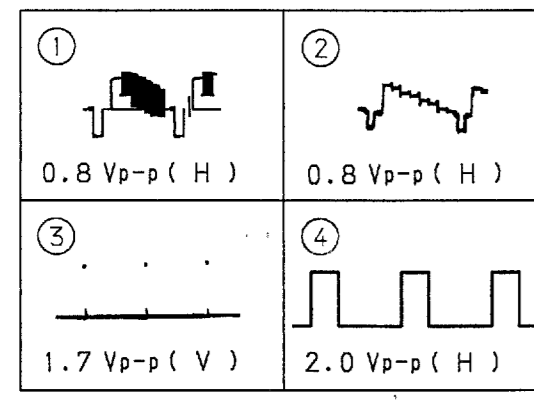 ①
0.8 Vp-p ( H )
②
0.8 Vp-p ( H )
③
1.7 Vp-p ( V )
④
2.0 Vp-p ( H )